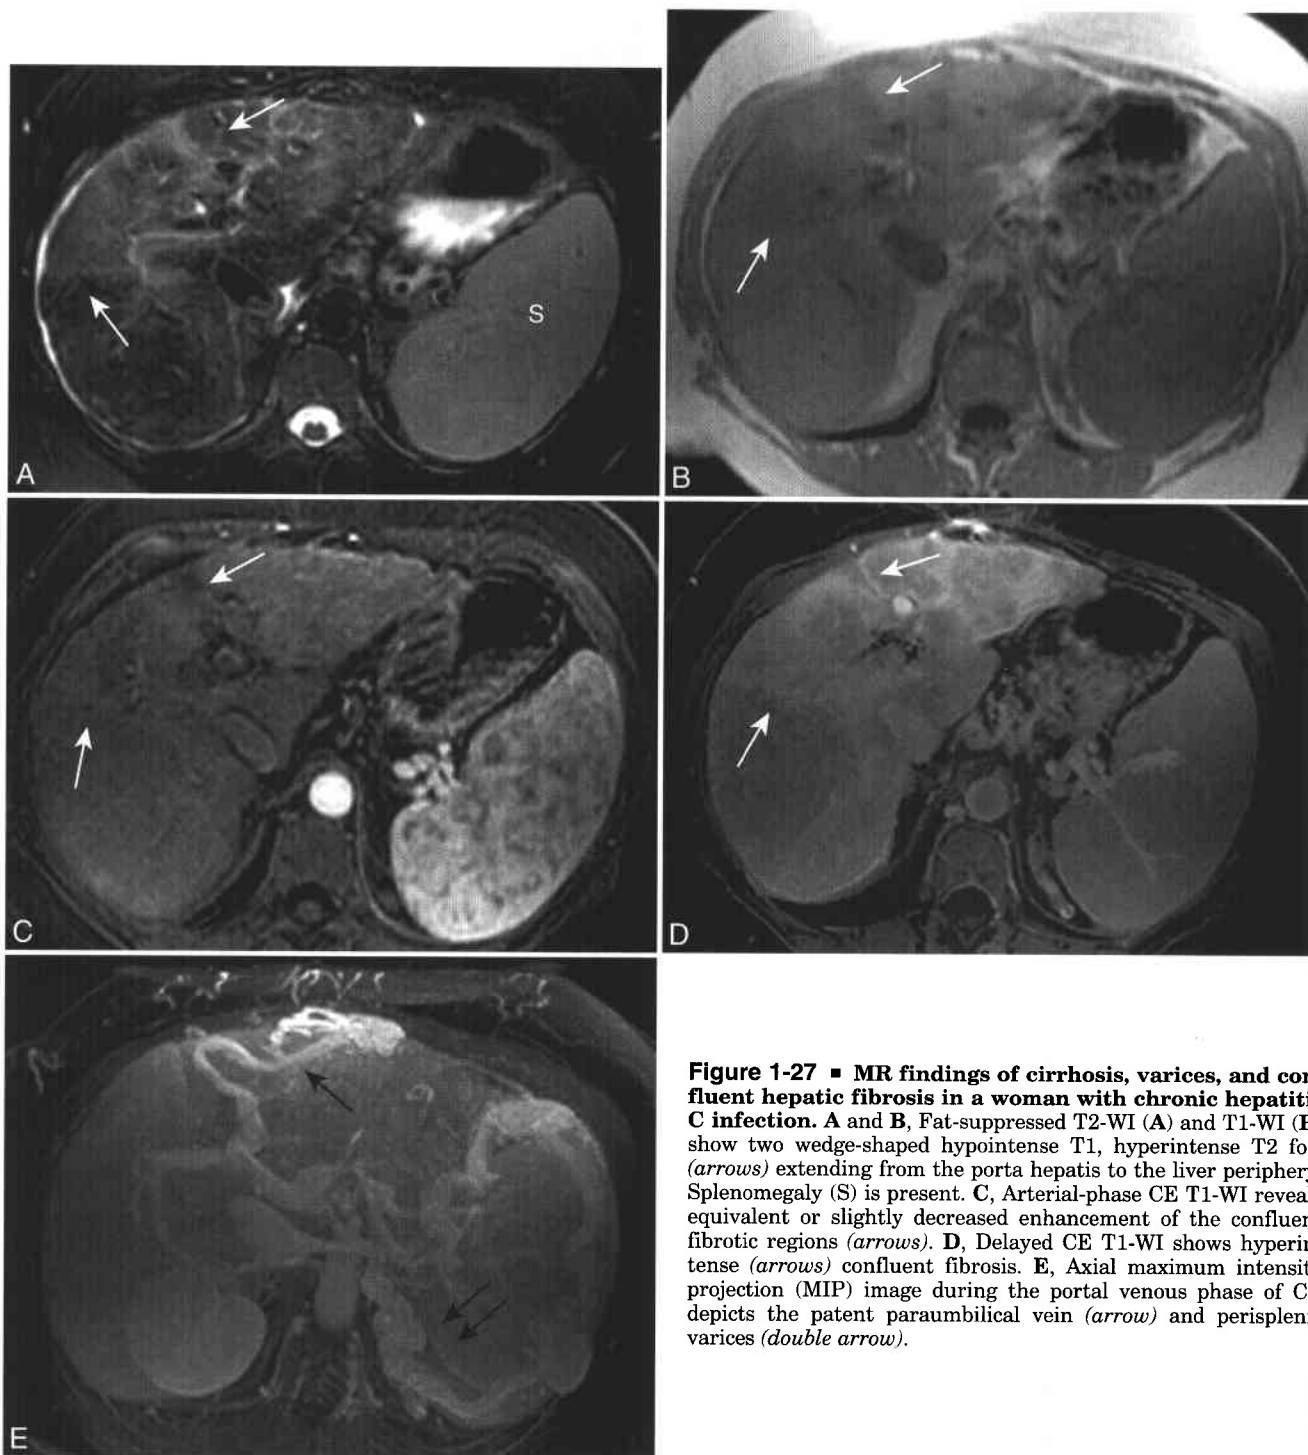 A
S
B
C
D
E
Figure 1-27 ■ MR findings of cirrhosis, varices, and con
fluent hepatic fibrosis in a woman with chronic hepatiti
C infection. A and B, Fat-suppressed T2-WI (A) and T1-WI (B
show two wedge-shaped hypointense T1, hyperintense T2 fo
(arrows) extending from the porta hepatis to the liver periphery
Splenomegaly (S) is present. C, Arterial-phase CE T1-WI reveal
equivalent or slightly decreased enhancement of the confluen
fibrotic regions (arrows). D, Delayed CE T1-WI shows hyperin
tense (arrows) confluent fibrosis. E, Axial maximum intensit
projection (MIP) image during the portal venous phase of C
depicts the patent paraumbilical vein (arrow) and perispleni
varices (double arrow).